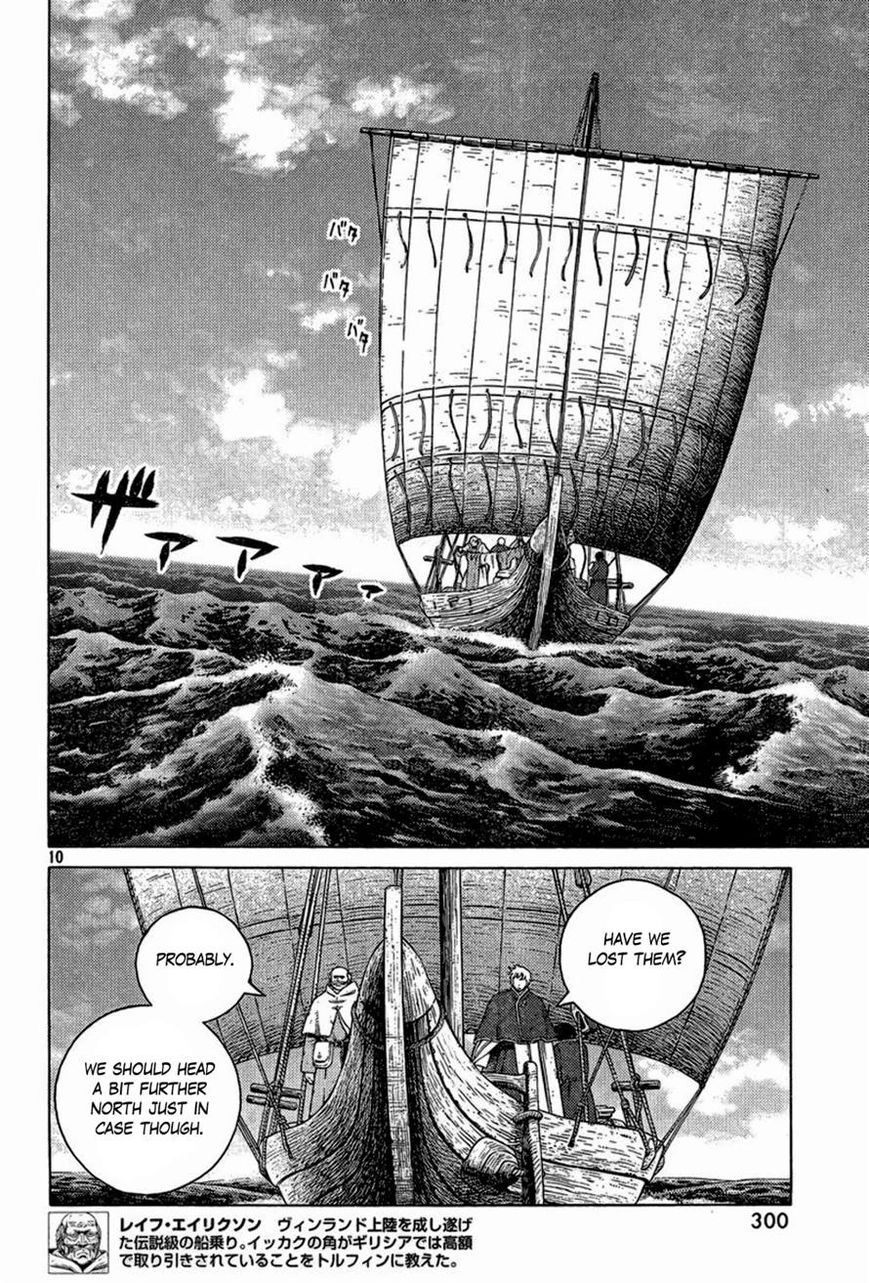 バタ
バタ
バタ
ザアアアア
10
HAVE WE
LOST THEM?
PROBABLY.
WE SHOULD HEAD
A BIT FURTHER
NORTH JUST IN
CASE THOUGH.
300
レイフ・エイリクソン ヴィンランド上陸を成し遂げ
た伝説級の船乗り。イッカクの角がギリシアでは高額
で取り引きされていることをトルフィンに教えた。